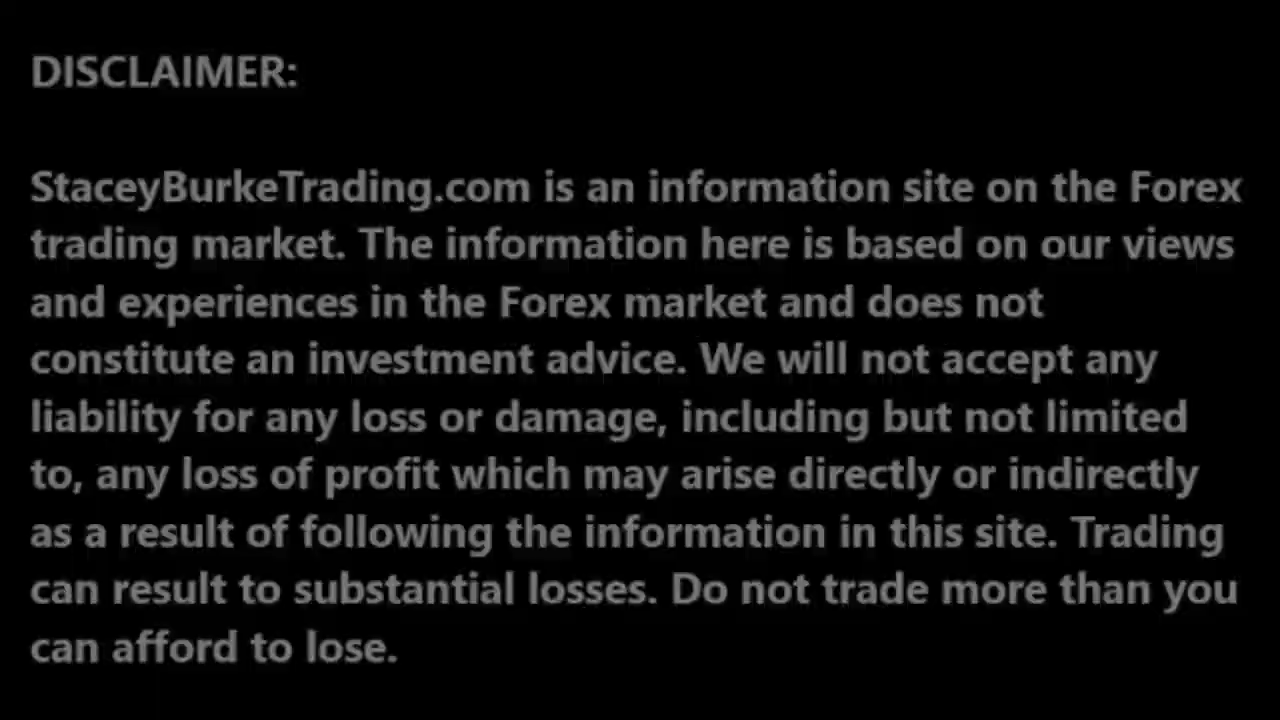 DISCLAIMER:
StaceyBurkeTrading.com is an information site on the Forex
trading market. The information here is based on our views
and experiences in the Forex market and does not
constitute an investment advice. We will not accept any
liability for any loss or damage, including but not limited
to, any loss of profit which may arise directly or indirectly
as a result of following the information in this site. Trading
can result to substantial losses. Do not trade more than you
can afford to lose.